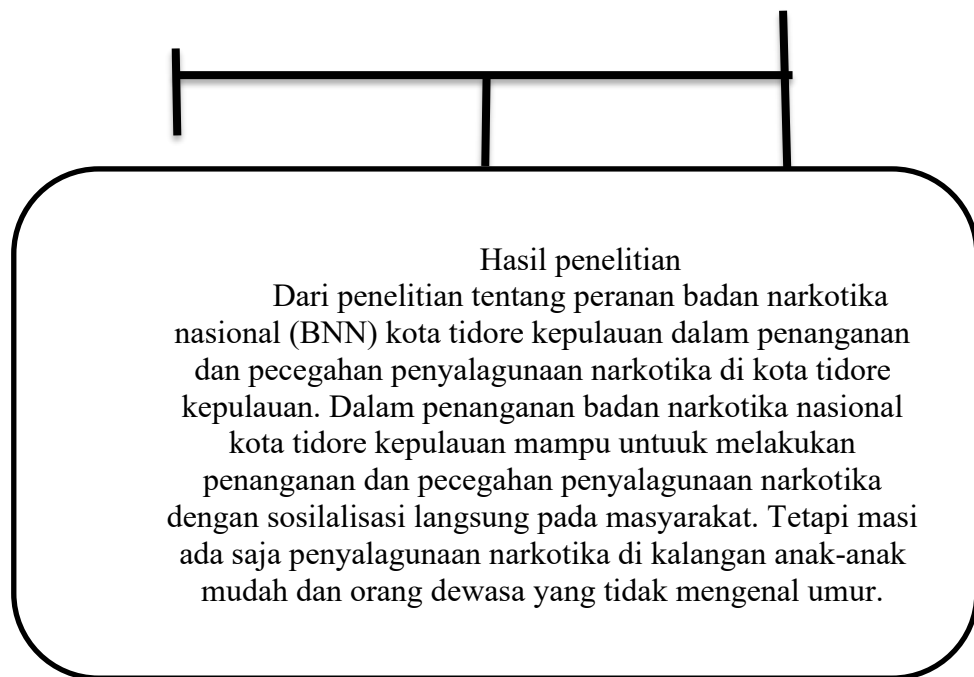 Hasil penelitian
Dari penelitian tentang peranan badan narkotika
nasional (BNN) kota tidore kepulauan dalam penanganan
dan pecegahan penyalagunaan narkotika di kota tidore
kepulauan. Dalam penanganan badan narkotika nasional
kota tidore kepulauan mampu untuuk melakukan
penanganan dan pecegahan penyalagunaan narkotika
dengan sosilalisasi langsung pada masyarakat. Tetapi masi
ada saja penyalagunaan narkotika di kalangan anak-anak
mudah dan orang dewasa yang tidak mengenal umur.